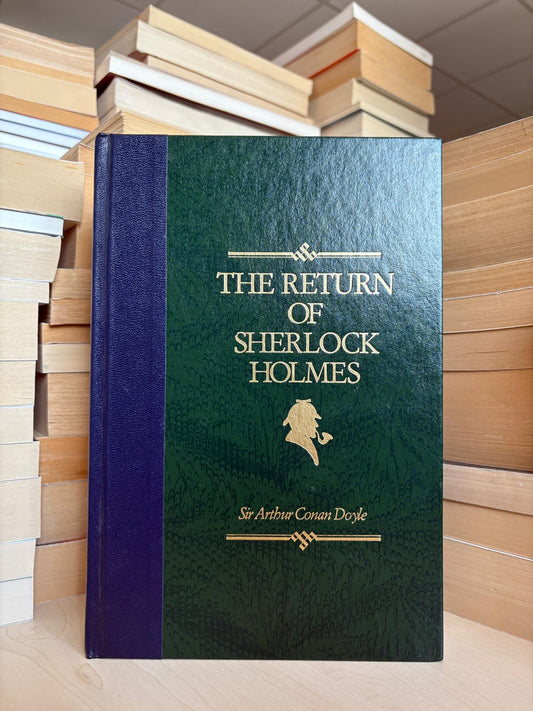 THE RETURN
OF
SHERLOCK
HOLMES
Sir Arthur Conan Doyle